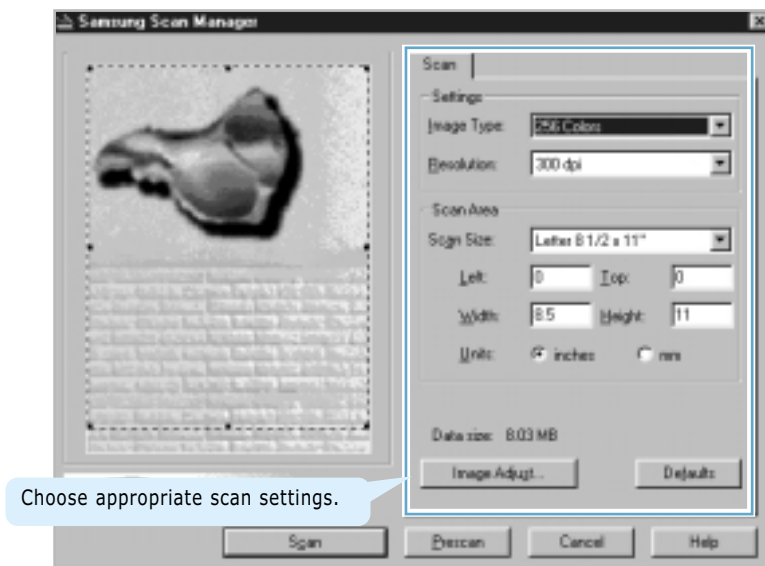 Samsung Scan Manager
Scan
Settings
Image Type: 256 Colors
Resolution: 300 dpi
Scan Area
Scan Size: Letter 8 1/2 x 11"
Left: 0 Top: 0
Width: 8.5 Height: 11
Units: inches mm
Data size: 8.03 MB
Image Adjust... Defaults
Choose appropriate scan settings.
Scan Prescan Cancel Help